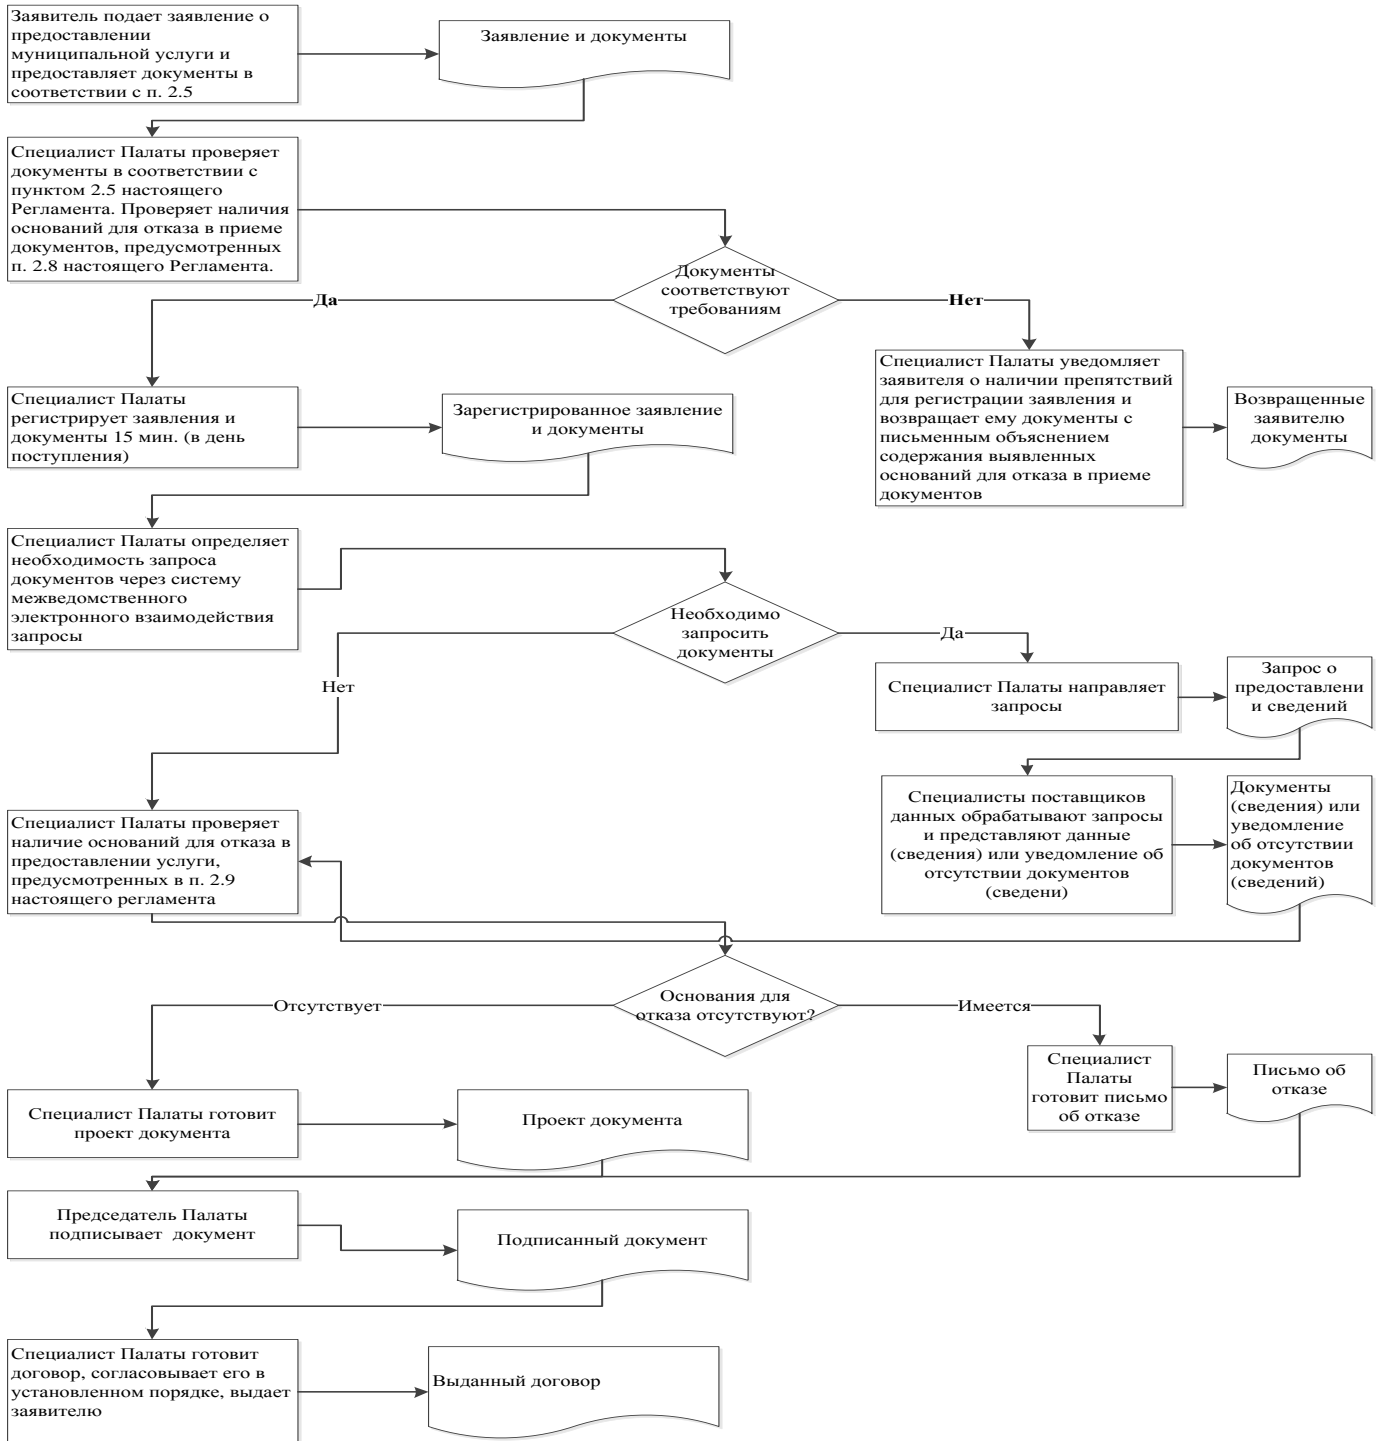 Заявитель подает заявление о
предоставлении
муниципальной услуги и
предоставляет документы в
соответствии с п. 2.5
Заявление и документы
Специалист Палаты проверяет
документы в соответствии с
пунктом 2.5 настоящего
Регламента. Проверяет наличия
оснований для отказа в приеме
документов, предусмотренных
п. 2.8 настоящего Регламента.
Документы
соответствуют
требованиям
Да
Нет
Специалист Палаты
регистрирует заявления и
документы 15 мин. (в день
поступления)
Зарегистрированное заявление
и документы
Специалист Палаты уведомляет
заявителя о наличии препятствий
для регистрации заявления и
возвращает ему документы с
письменным объяснением
содержания выявленных
оснований для отказа в приеме
документов
Возвращенные
заявителю
документы
Специалист Палаты определяет
необходимость запроса
документов через систему
межведомственного
электронного взаимодействия
запросы
Необходимо
запросить
документы
Да
Нет
Специалист Палаты направляет
запросы
Запрос о
предоставлени
и сведений
Специалисты поставщиков
данных обрабатывают запросы
и представляют данные
(сведения) или уведомление об
отсутствии документов
(сведени)
Документы
(сведения) или
уведомление
об отсутствии
документов
(сведений)
Специалист Палаты проверяет
наличие оснований для отказа в
предоставлении услуги,
предусмотренных в п. 2.9
настоящего регламента
Основания для
отказа отсутствуют?
Отсутствует
Имеется
Специалист
Палаты
готовит письмо
об отказе
Письмо об
отказе
Специалист Палаты готовит
проект документа
Проект документа
Председатель Палаты
подписывает  документ
Подписанный документ
Специалист Палаты готовит
договор, согласовывает его в
установленном порядке, выдает
заявителю
Выданный договор